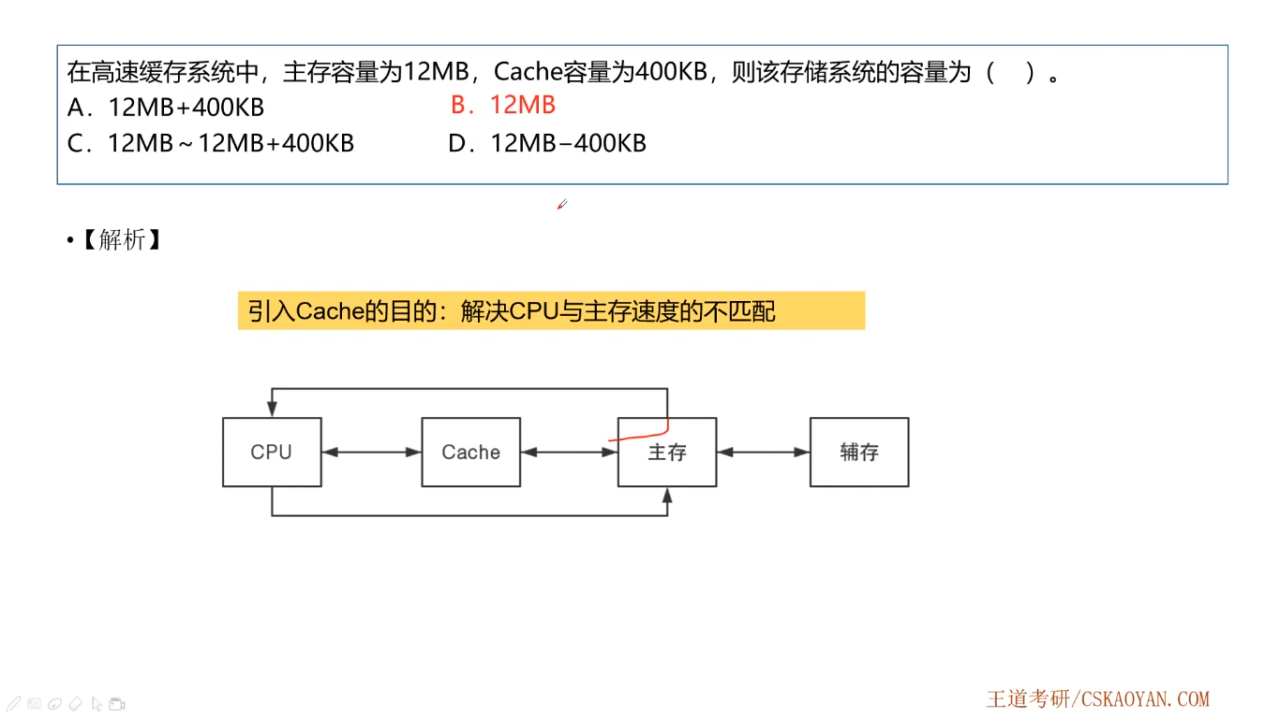 在高速缓存系统中，主存容量为12MB，Cache容量为400KB，则该存储系统的容量为（    ）。
A．12MB+400KB    B．12MB
C．12MB～12MB+400KB    D．12MB−400KB
•【解析】
引入Cache的目的：解决CPU与主存速度的不匹配
CPU    Cache    主存    辅存
王道考研/CSKAOYAN.COM